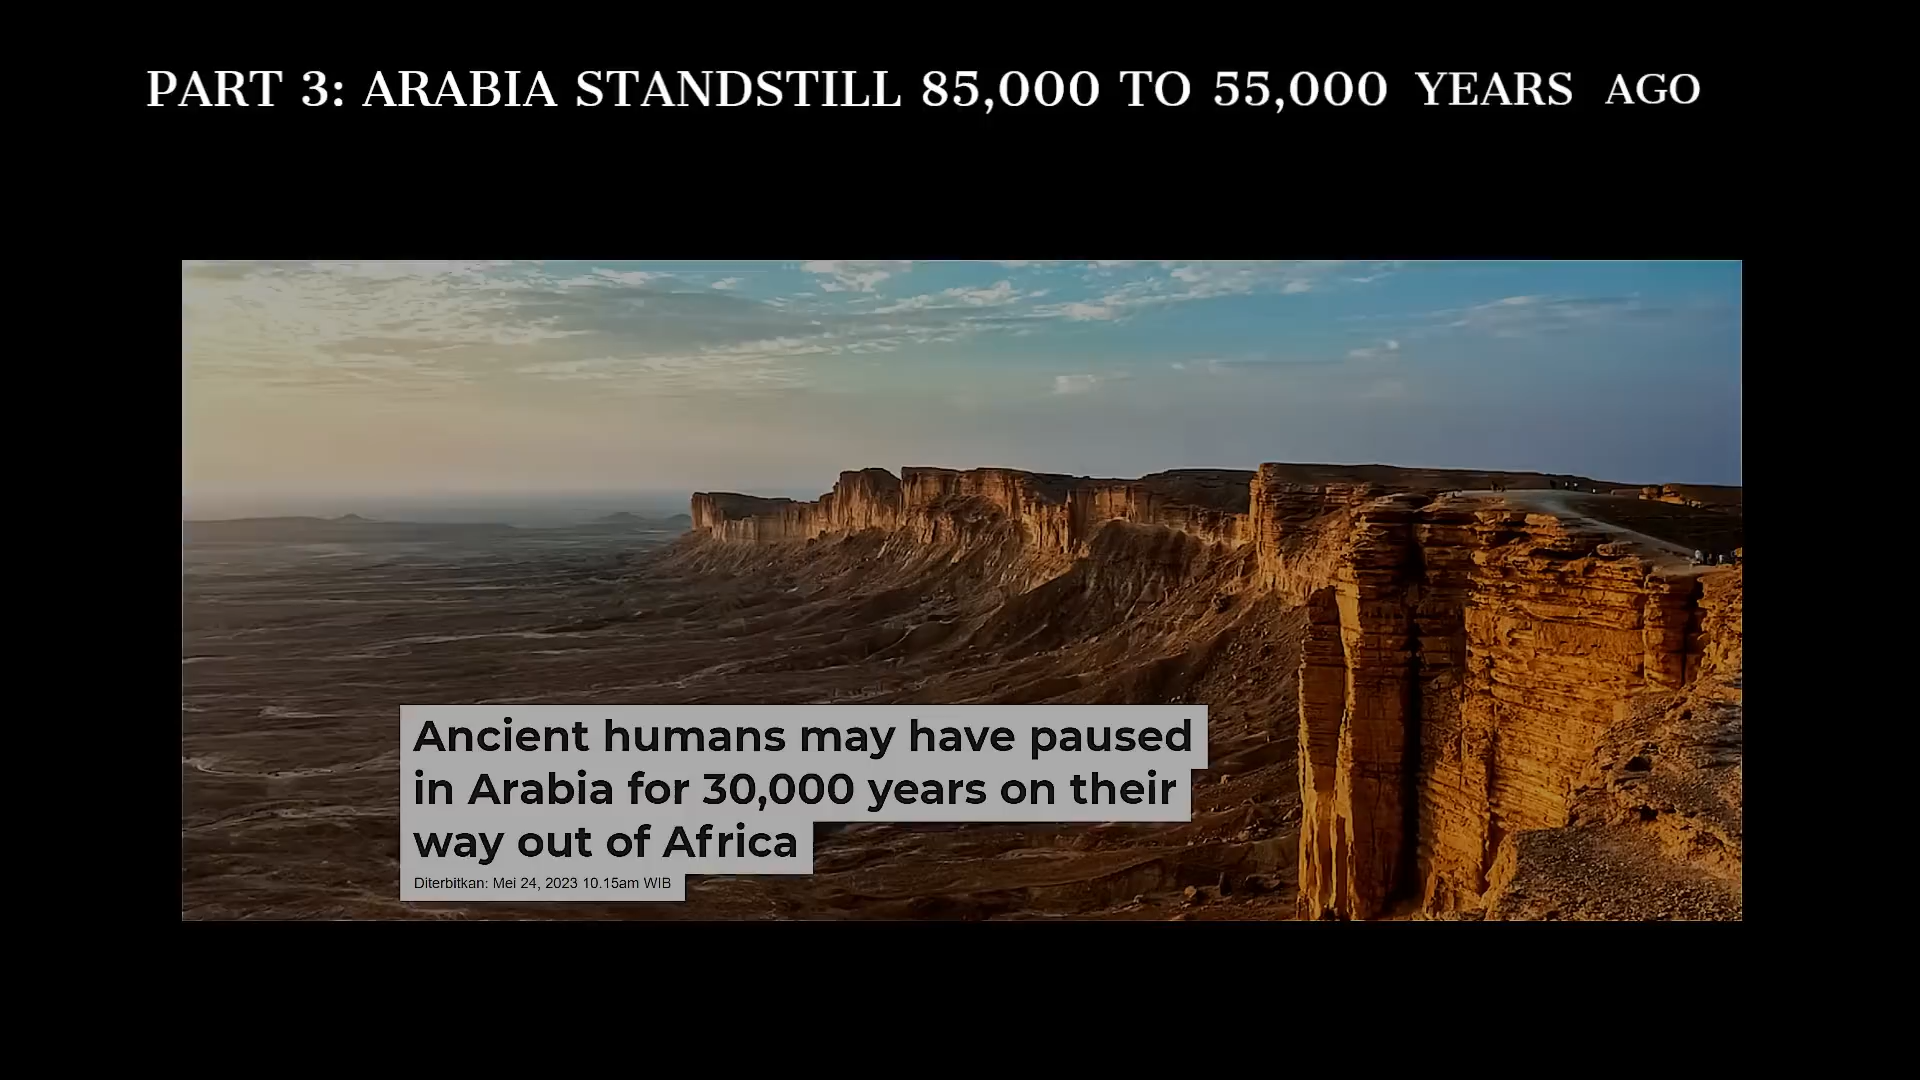 PART 3: ARABIA STANDSTILL 85,000 TO 55,000 YEARS AGO
Ancient humans may have paused
in Arabia for 30,000 years on their
way out of Africa
Diterbitkan: Mei 24, 2023 10.15am WIB